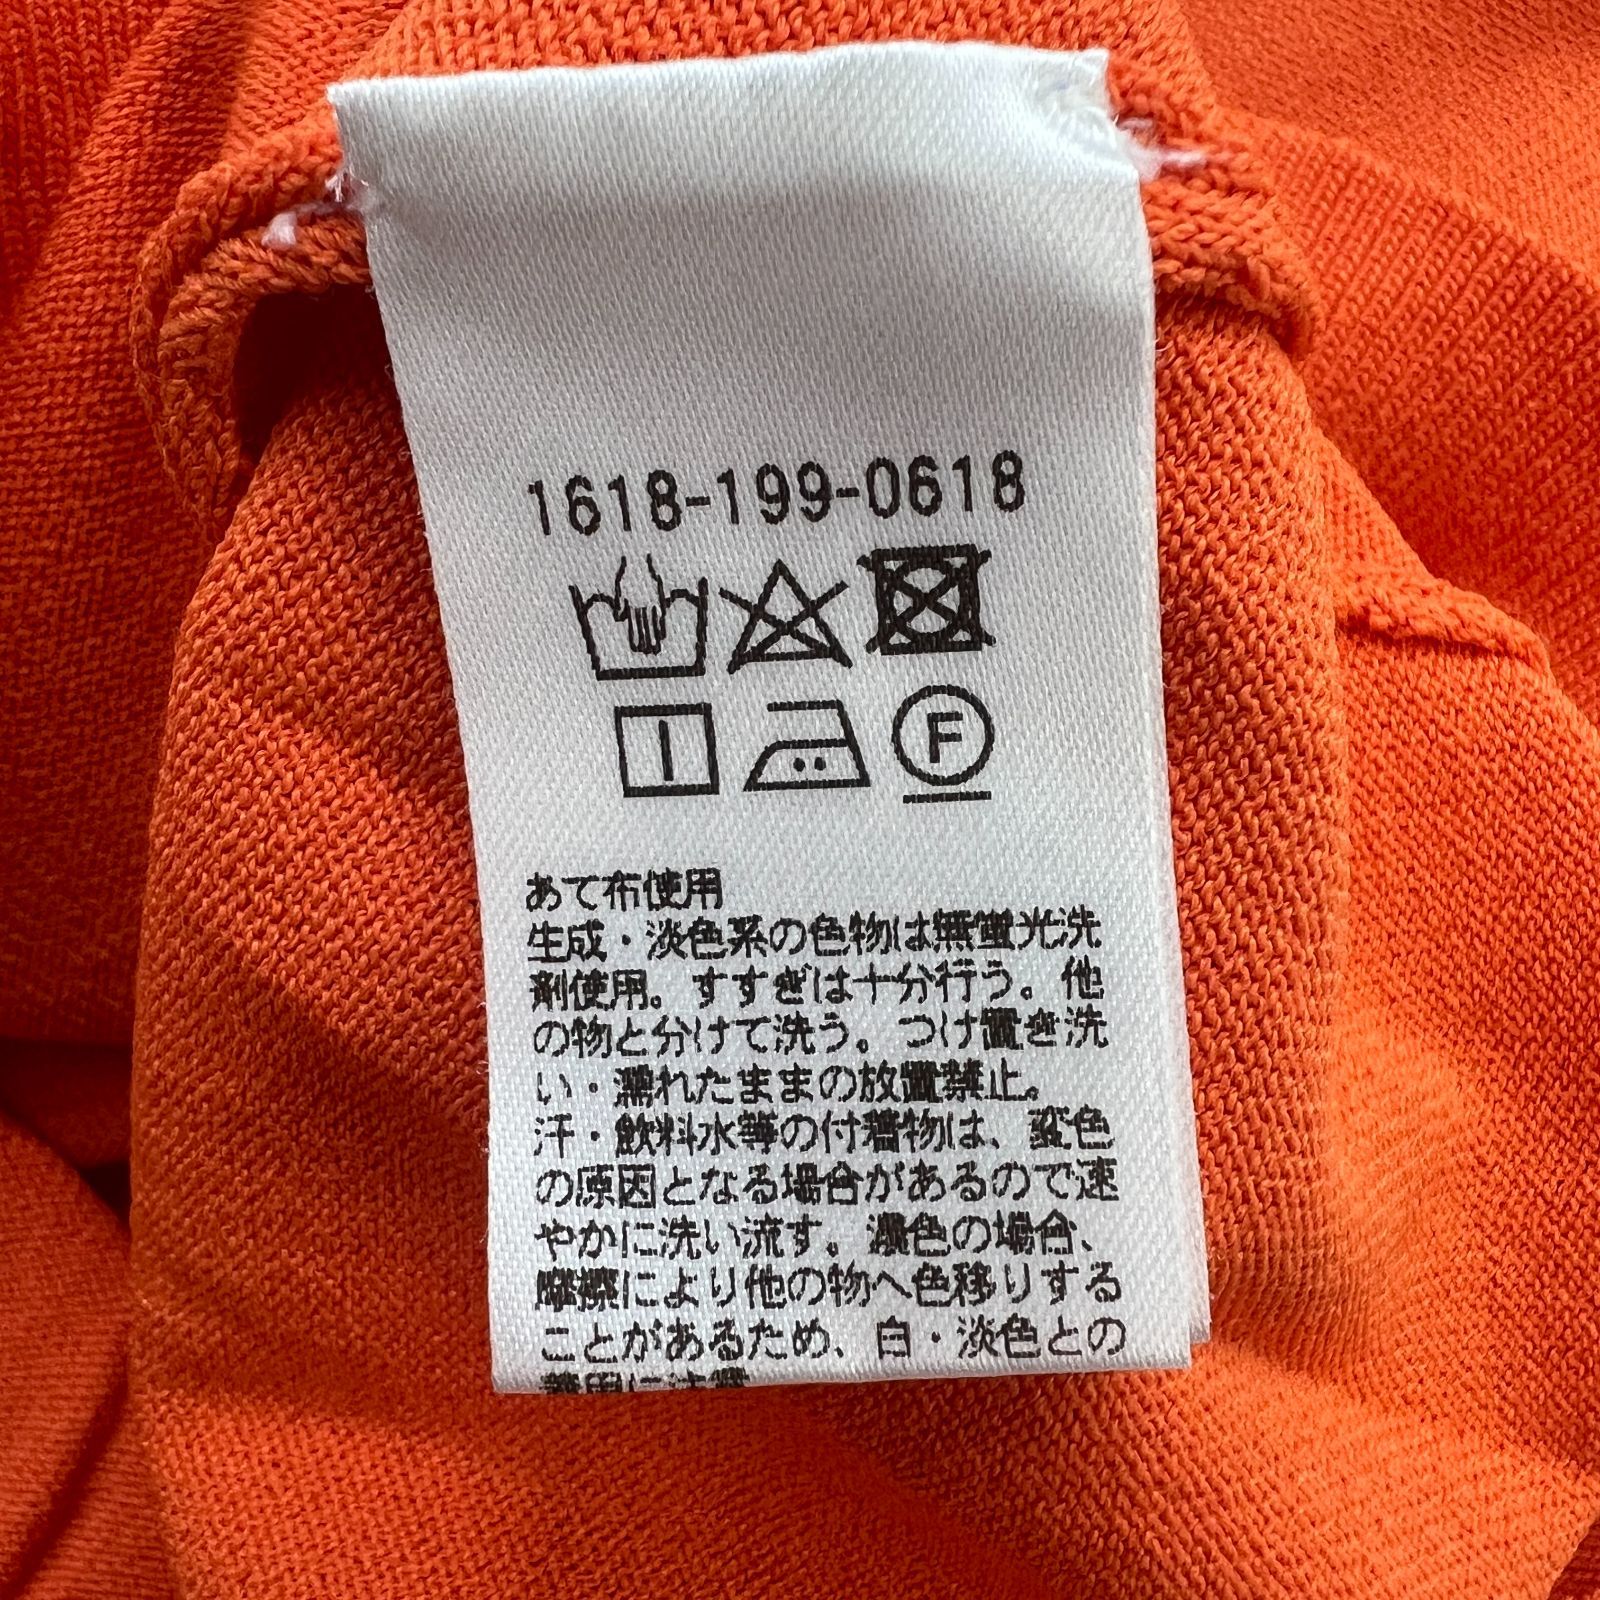 1618-199-0618
F
あて布使用
生成・淡色系の色物は無蛍光洗
剤使用。すすぎは十分行う。他
の物と分けて洗う。つけ置き洗
い・濡れたままの放置禁止。
汗・飲料水等の付着物は、変色
の原因となる場合があるので速
やかに洗い流す。濃色の場合、
摩擦により他の物へ色移りする
ことがあるため、白・淡色との